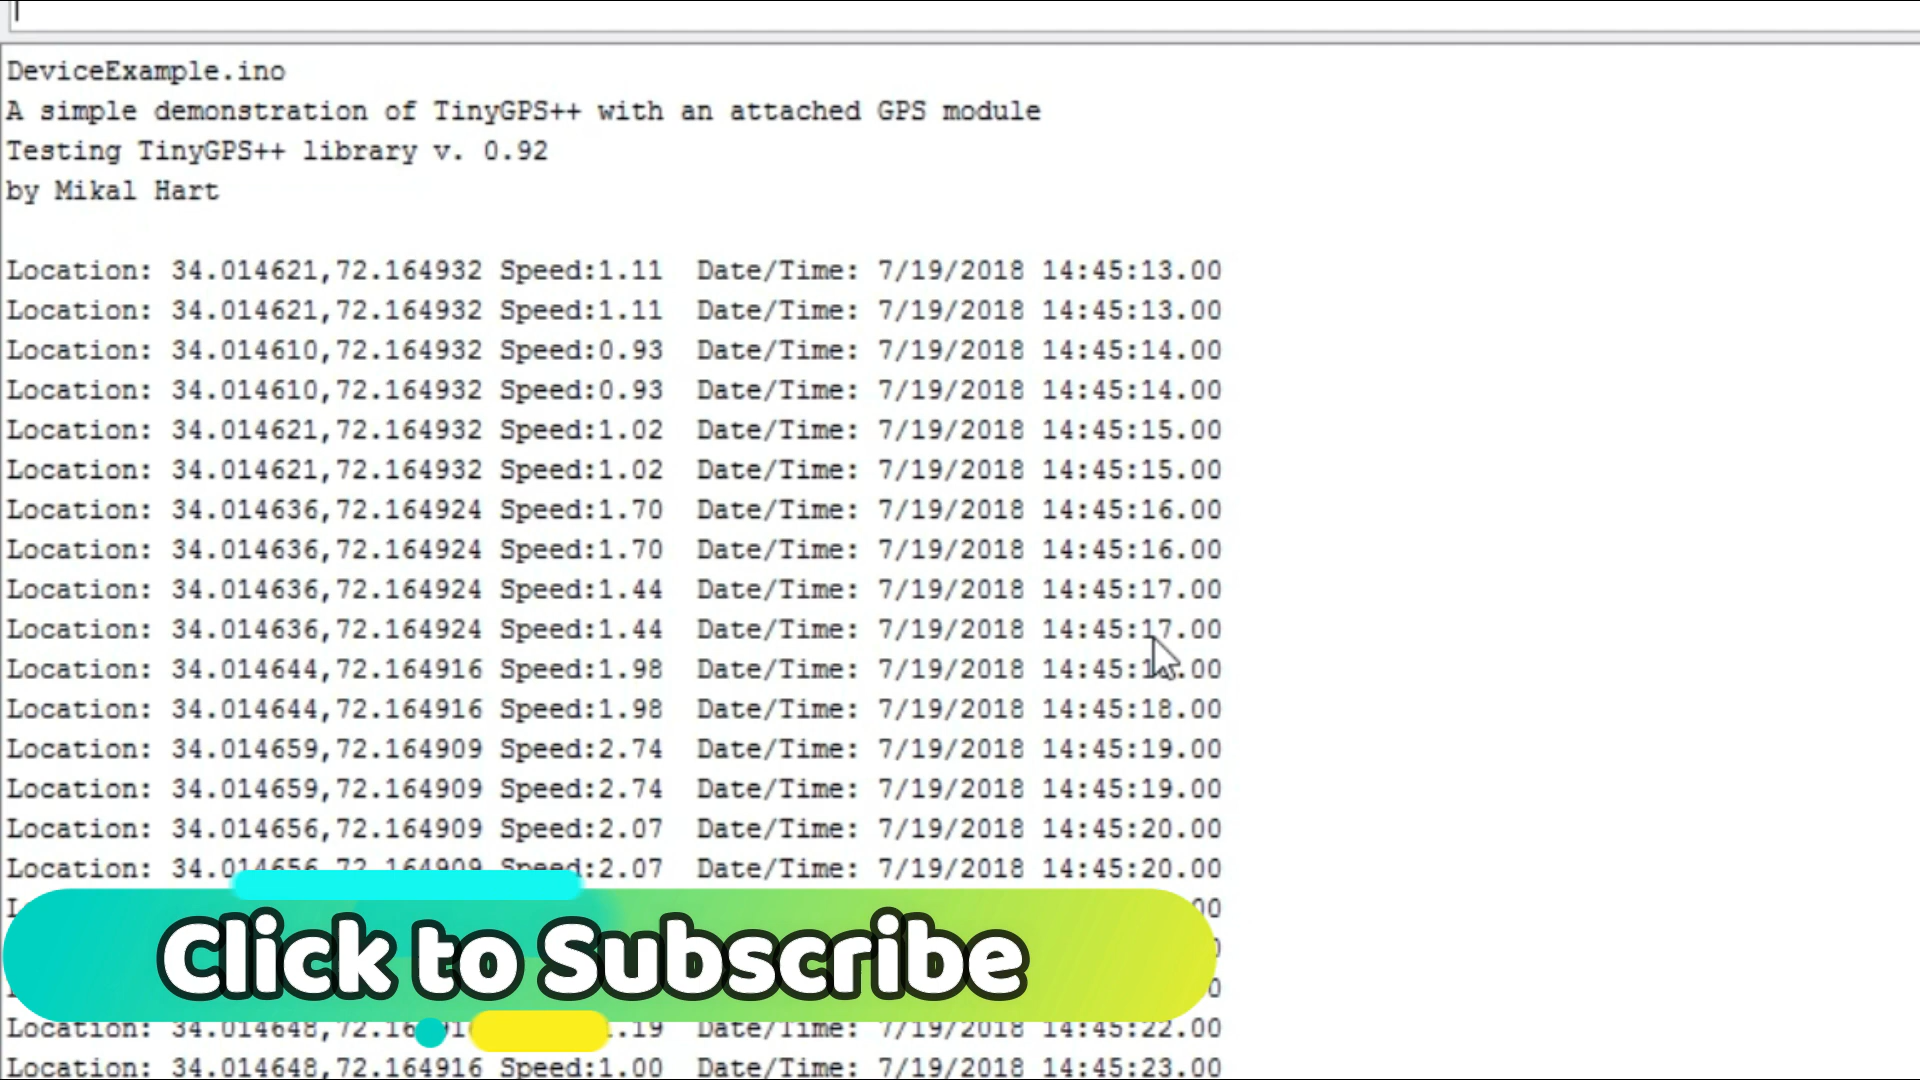 DeviceExample.ino
A simple demonstration of TinyGPS++ with an attached GPS module
Testing TinyGPS++ library v. 0.92
by Mikal Hart
Location: 34.014621,72.164932 Speed:1.11 Date/Time: 7/19/2018 14:45:13.00
Location: 34.014621,72.164932 Speed:1.11 Date/Time: 7/19/2018 14:45:13.00
Location: 34.014610,72.164932 Speed:0.93 Date/Time: 7/19/2018 14:45:14.00
Location: 34.014610,72.164932 Speed:0.93 Date/Time: 7/19/2018 14:45:14.00
Location: 34.014621,72.164932 Speed:1.02 Date/Time: 7/19/2018 14:45:15.00
Location: 34.014621,72.164932 Speed:1.02 Date/Time: 7/19/2018 14:45:15.00
Location: 34.014636,72.164924 Speed:1.70 Date/Time: 7/19/2018 14:45:16.00
Location: 34.014636,72.164924 Speed:1.70 Date/Time: 7/19/2018 14:45:16.00
Location: 34.014636,72.164924 Speed:1.44 Date/Time: 7/19/2018 14:45:17.00
Location: 34.014636,72.164924 Speed:1.44 Date/Time: 7/19/2018 14:45:17.00
Location: 34.014644,72.164916 Speed:1.98 Date/Time: 7/19/2018
Location: 34.014644,72.164916 Speed:1.98 Date/Time: 7/19/2018 14:45:18.00
Location: 34.014659,72.164909 Speed:2.74 Date/Time: 7/19/2018 14:45:19.00
Location: 34.014659,72.164909 Speed:2.74 Date/Time: 7/19/2018 14:45:19.00
Location: 34.014656,72.164909 Speed:2.07 Date/Time: 7/19/2018 14:45:20.00
Location: 34.014656,72.164909 Speed:2.07 Date/Time: 7/19/2018 14:45:20.00
Click to Subscribe
Location: Date/Time: 7/19/2018 14:45:22.00
Location: 34.014648,72.164916 Speed:1.00 Date/Time: 7/19/2018 14:45:23.00